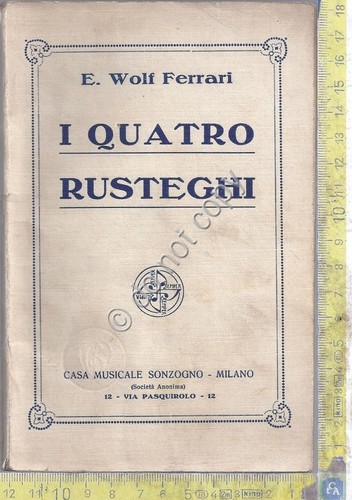 E. Wolf Ferrari
I QUATRO
RUSTEGHI
CASA MUSICALE SONZOGNO - MILANO
(Società Anonima)
12 - VIA PASQUIROLO - 12